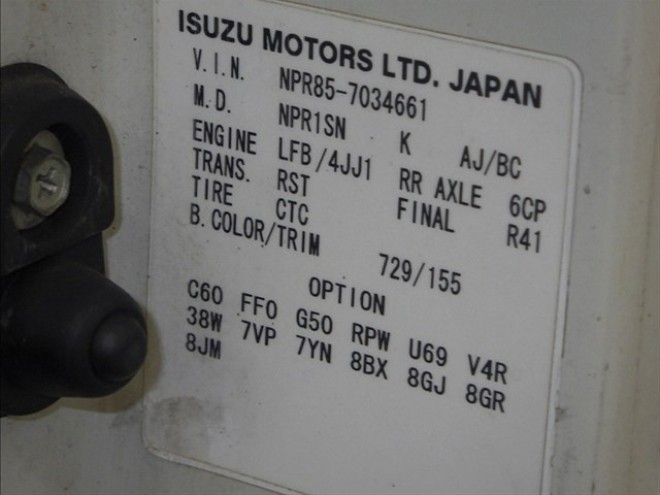 ISUZU MOTORS LTD. JAPAN
V.I.N. NPR85-7034661
M.D. NPR1SN K AJ/BC
ENGINE LFB/4JJ1 RR AXLE 6CP
TRANS. RST FINAL R41
TIRE CTC
B.COLOR/TRIM 729/155
OPTION
C60 FF0 G50 RPW U69 V4R
38W 7VP 7YN 8BX 8GJ 8GR
8JM